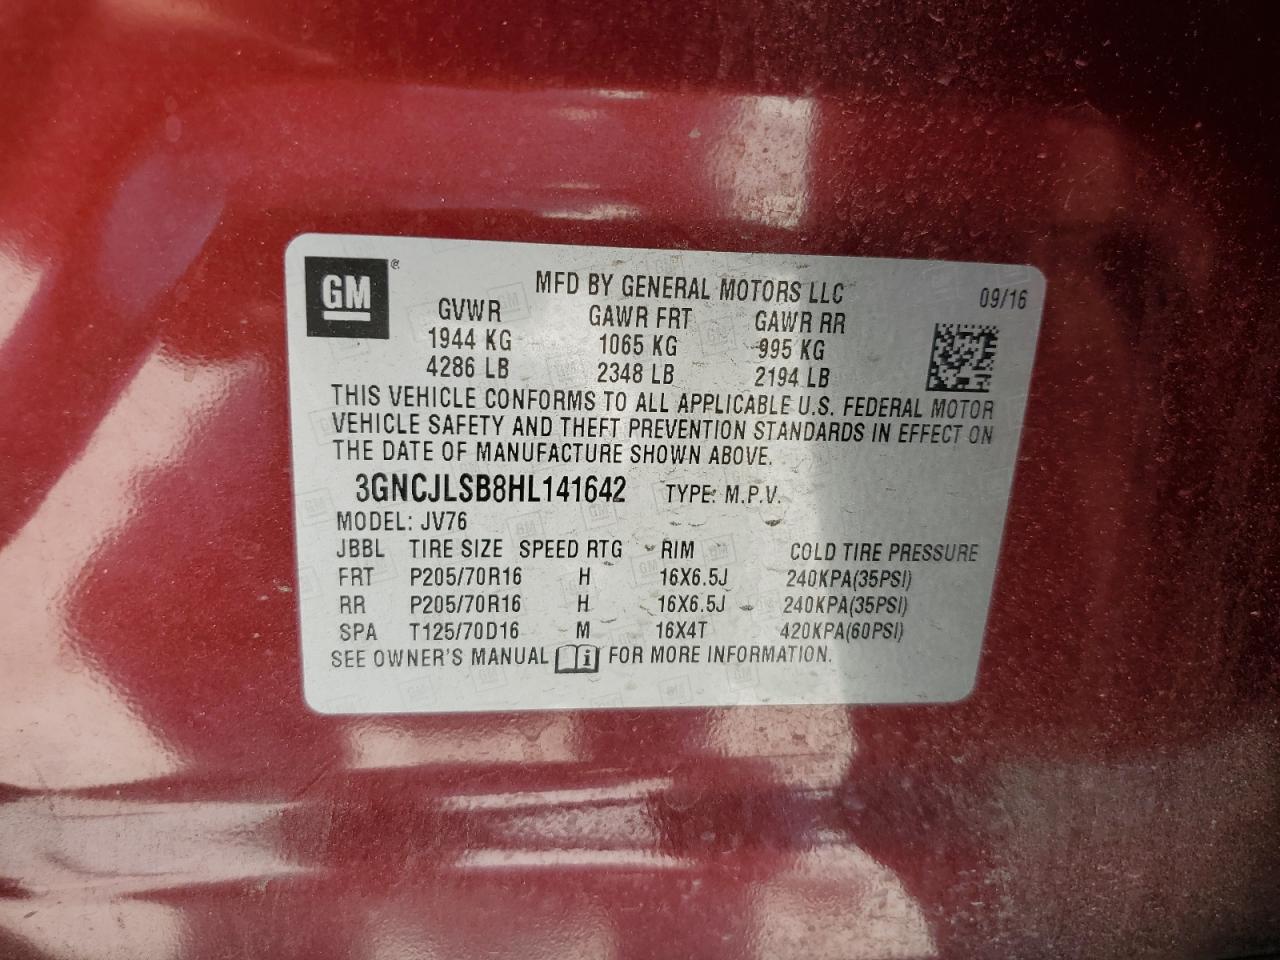 GM®
MFD BY GENERAL MOTORS LLC 09/16
GVWR GAWR FRT GAWR RR
1944 KG 1065 KG 995 KG
4286 LB 2348 LB 2194 LB
THIS VEHICLE CONFORMS TO ALL APPLICABLE U.S. FEDERAL MOTOR
VEHICLE SAFETY AND THEFT PREVENTION STANDARDS IN EFFECT ON
THE DATE OF MANUFACTURE SHOWN ABOVE.
3GNCJLSB8HL141642 TYPE: M.P.V.
MODEL: JV76
JBBL TIRE SIZE SPEED RTG RIM COLD TIRE PRESSURE
FRT P205/70R16 H 16X6.5J 240KPA(35PSI)
RR P205/70R16 H 16X6.5J 240KPA(35PSI)
SPA T125/70D16 M 16X4T 420KPA(60PSI)
SEE OWNER'S MANUAL i FOR MORE INFORMATION.